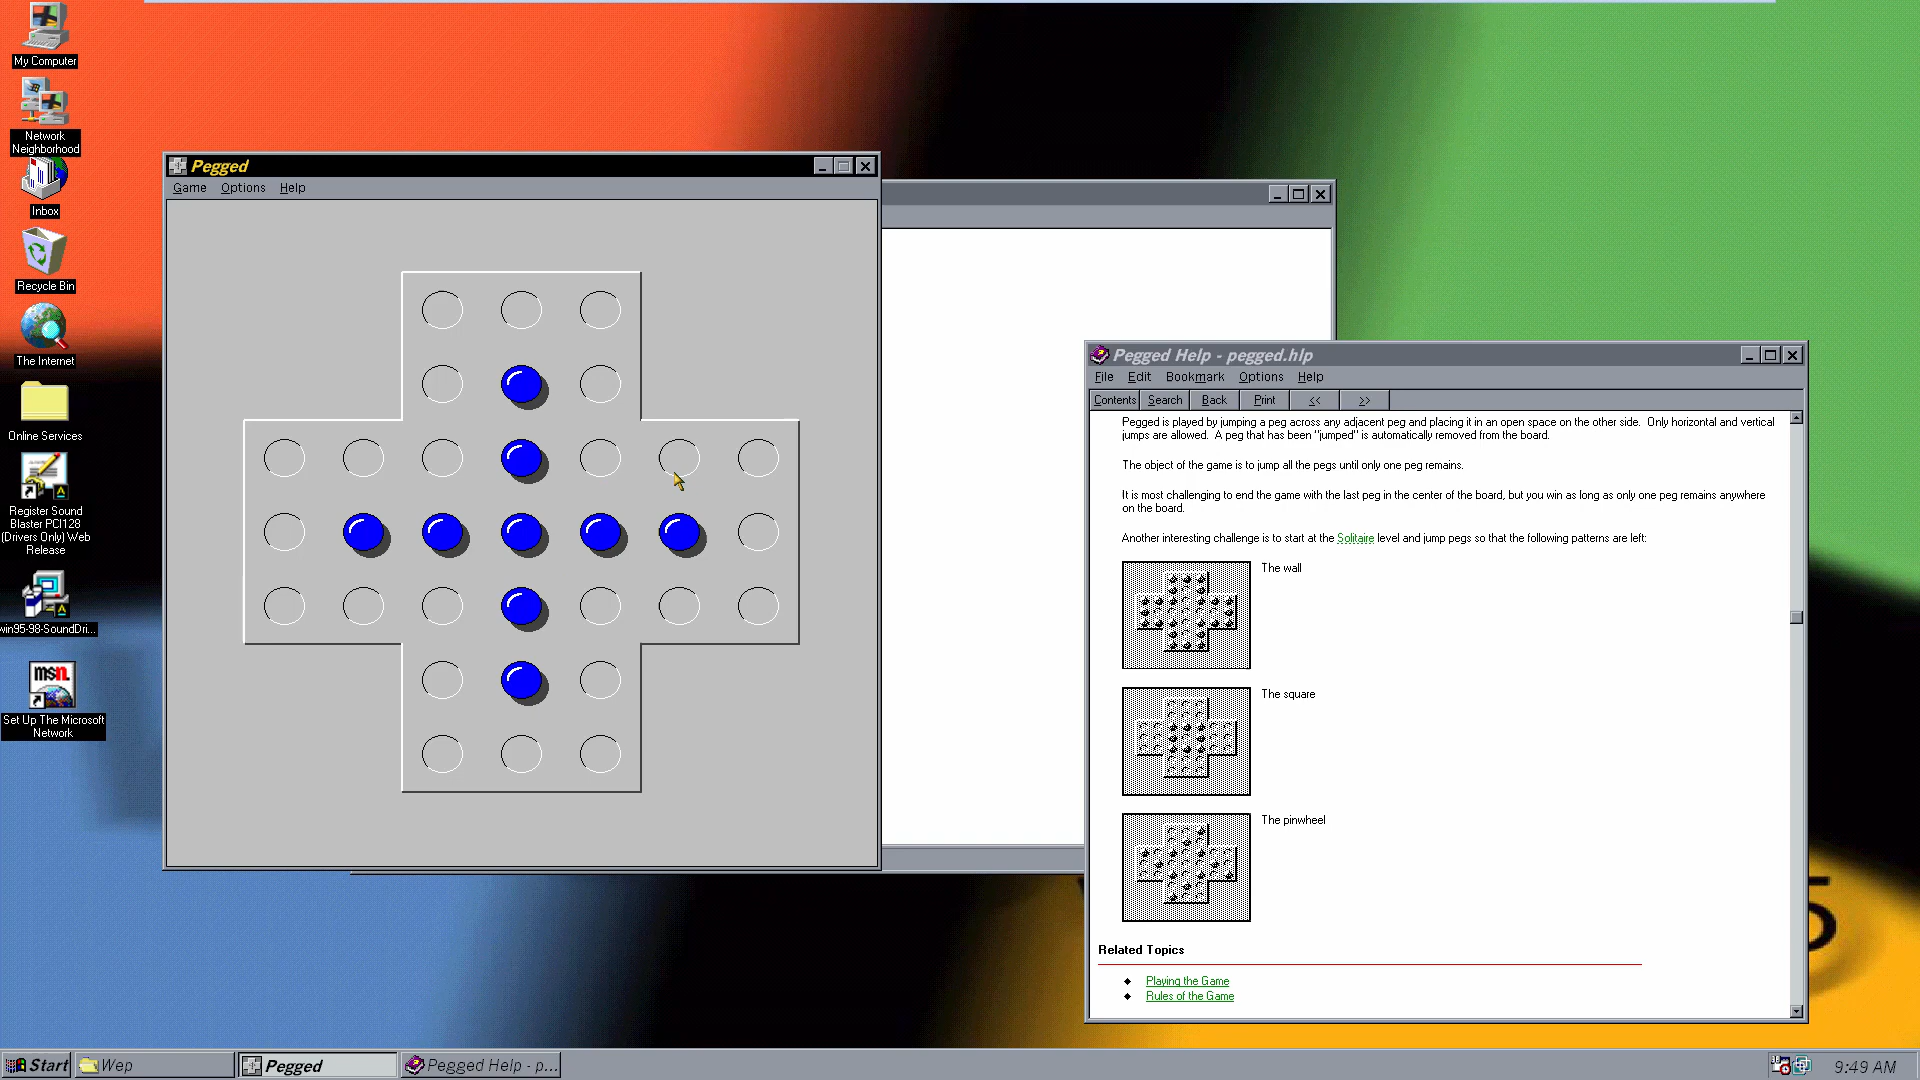 My Computer
Network
Neighborhood
Inbox
Recycle Bin
The Internet
Online Services
Register Sound
Blaster PCI128
(Drivers Only) Web
Release
win95-98-SoundDri...
msn
Set Up The Microsoft
Network
Pegged
Game Options Help
Pegged Help - pegged.hlp
File Edit Bookmark Options Help
Contents Search Back Print << >>
Pegged is played by jumping a peg across any adjacent peg and placing it in an open space on the other side. Only horizontal and vertical
jumps are allowed. A peg that has been "jumped" is automatically removed from the board.
The object of the game is to jump all the pegs until only one peg remains.
It is most challenging to end the game with the last peg in the center of the board, but you win as long as only one peg remains anywhere
on the board.
Another interesting challenge is to start at the Solitaire level and jump pegs so that the following patterns are left:
The wall
The square
The pinwheel
Related Topics
Playing the Game
Rules of the Game
Start Wep Pegged Pegged Help - p... 9:49 AM